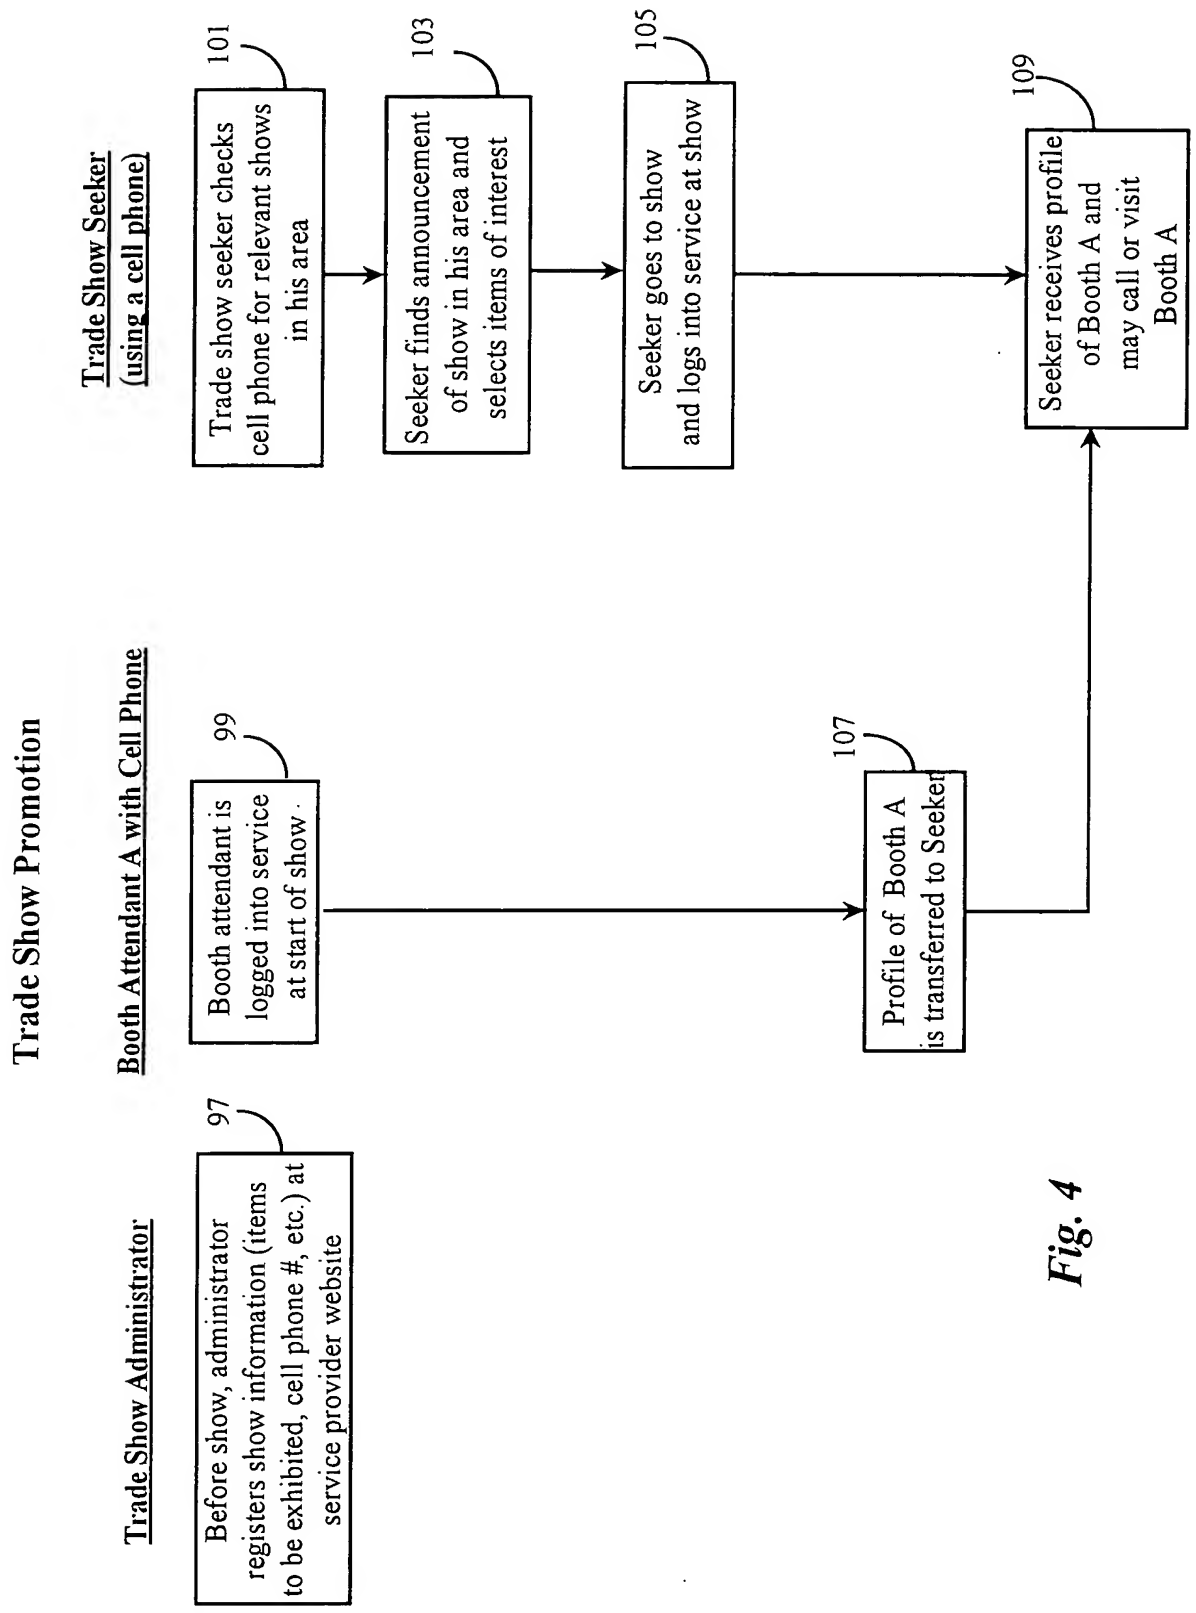 Trade Show Promotion
Trade Show Administrator
97
Before show, administrator
registers show information (items
to be exhibited, cell phone #, etc.) at
service provider website
Booth Attendant A with Cell Phone
99
Booth attendant is
logged into service
at start of show
107
Profile of Booth A
is transferred to Seeker
Trade Show Seeker
(using a cell phone)
101
Trade show seeker checks
cell phone for relevant shows
in his area
103
Seeker finds announcement
of show in his area and
selects items of interest
105
Seeker goes to show
and logs into service at show
109
Seeker receives profile
of Booth A and
may call or visit
Booth A
Fig. 4